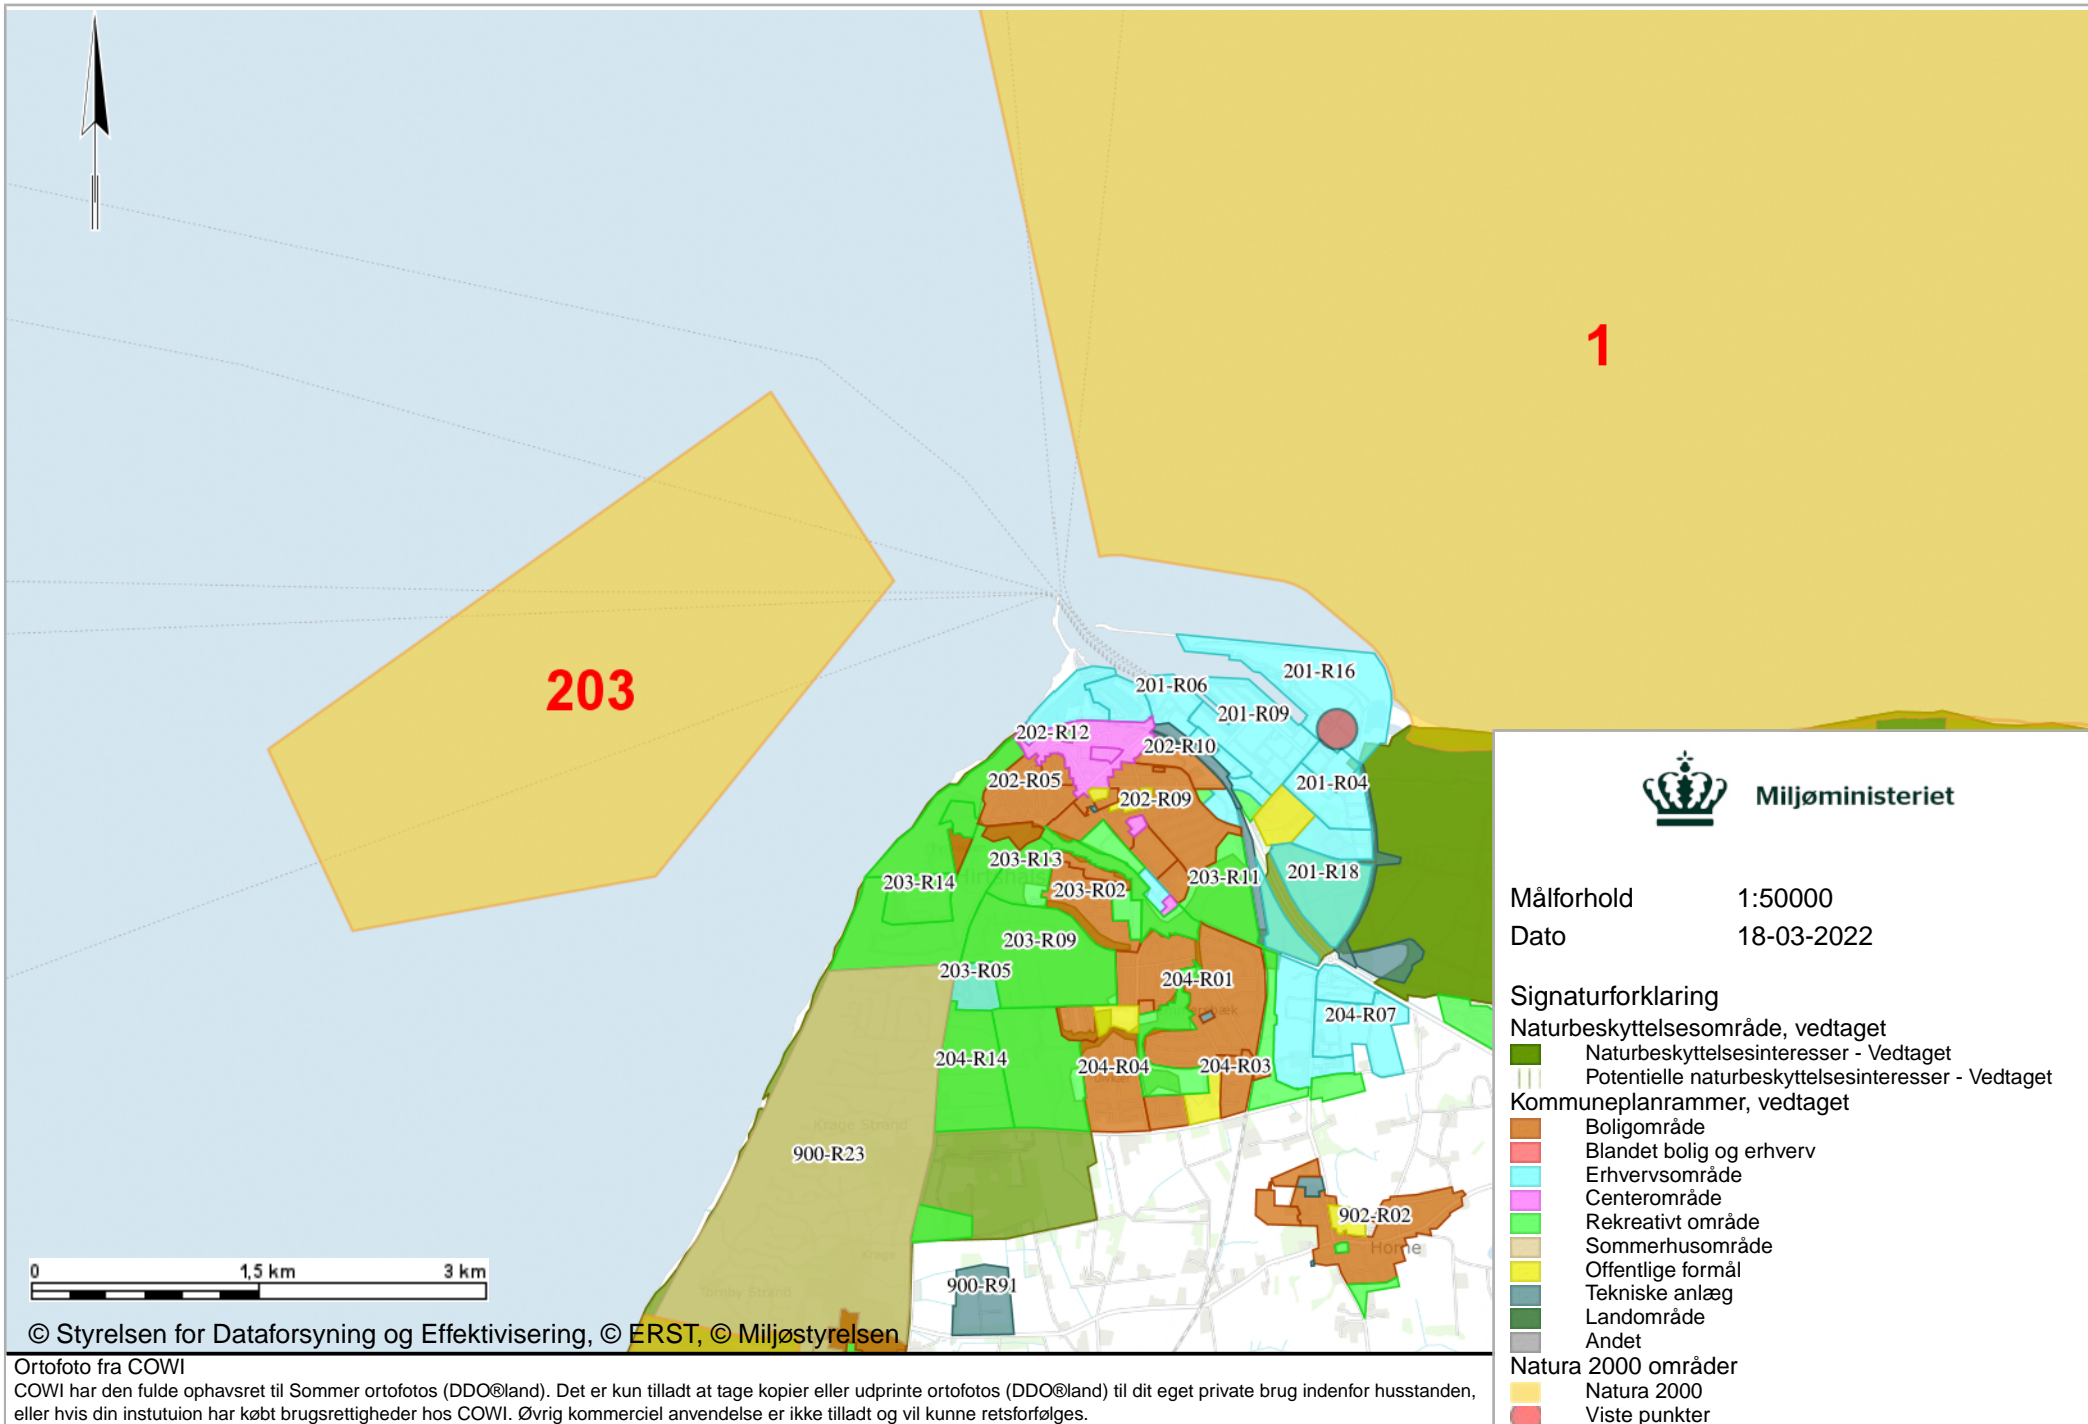 1
203
201-R16
201-R06
201-R09
202-R12
202-R10
202-R05
201-R04
202-R09
203-R13
Hirtshals
203-R14
203-R02
203-R11
201-R18
203-R09
203-R05
204-R01
204-R07
204-R14
204-R04
204-R03
Krage Strand
900-R23
902-R02
Horne
Tornby Strand
900-R91
0 1,5 km 3 km
© Styrelsen for Dataforsyning og Effektivisering, © ERST, © Miljøstyrelsen
Ortofoto fra COWI
COWI har den fulde ophavsret til Sommer ortofotos (DDO®land). Det er kun tilladt at tage kopier eller udprinte ortofotos (DDO®land) til dit eget private brug indenfor husstanden,
eller hvis din instutuion har købt brugsrettigheder hos COWI. Øvrig kommerciel anvendelse er ikke tilladt og vil kunne retsforfølges.
Miljøministeriet
Målforhold 1:50000
Dato 18-03-2022
Signaturforklaring
Naturbeskyttelsesområde, vedtaget
Naturbeskyttelsesinteresser - Vedtaget
Potentielle naturbeskyttelsesinteresser - Vedtaget
Kommuneplanrammer, vedtaget
Boligområde
Blandet bolig og erhverv
Erhvervsområde
Centerområde
Rekreativt område
Sommerhusområde
Offentlige formål
Tekniske anlæg
Landområde
Andet
Natura 2000 områder
Natura 2000
Viste punkter